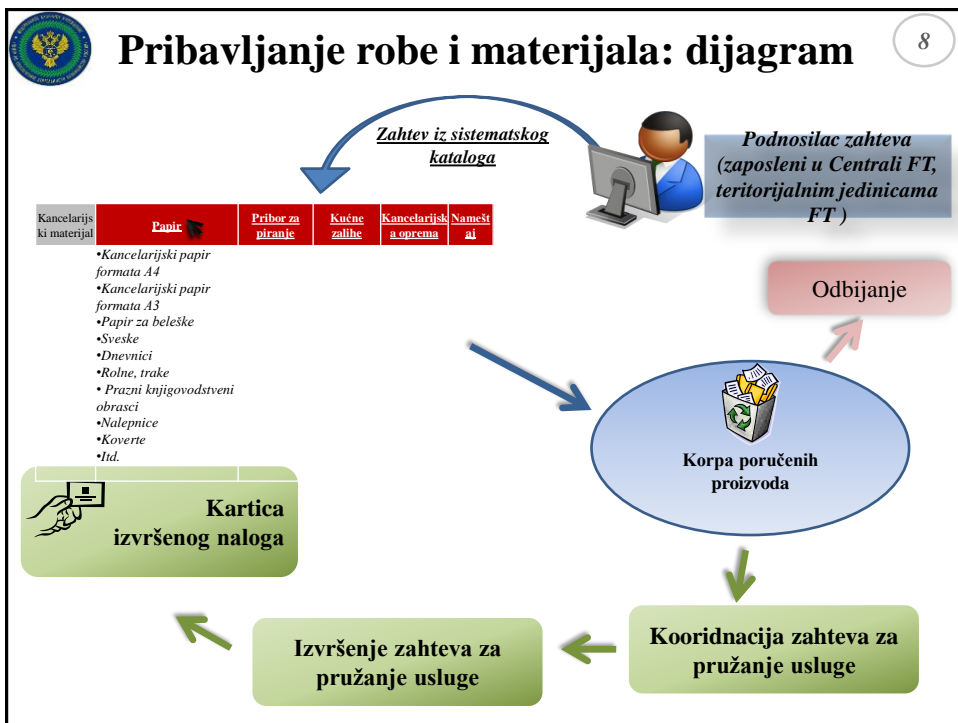 Pribavljanje robe i materijala: dijagram
8
Zahtev iz sistematskog
kataloga
Podnosilac zahteva
(zaposleni u Centrali FT,
teritorijalnim jedinicama
FT )
Kancelarijs
ki materijal
Papir
Pribor za
piranje
Kućne
zalihe
Kancelarijsk
a oprema
Namešt
aj
•Kancelarijski papir
formata A4
•Kancelarijski papir
formata A3
•Papir za beleške
•Sveske
•Dnevnici
•Rolne, trake
• Prazni knjigovodstveni
obrasci
•Nalepnice
•Koverte
•Itd.
Odbijanje
Korpa poručenih
proizvoda
Kartica
izvršenog naloga
Izvršenje zahteva za
pružanje usluge
Kooridnacija zahteva za
pružanje usluge